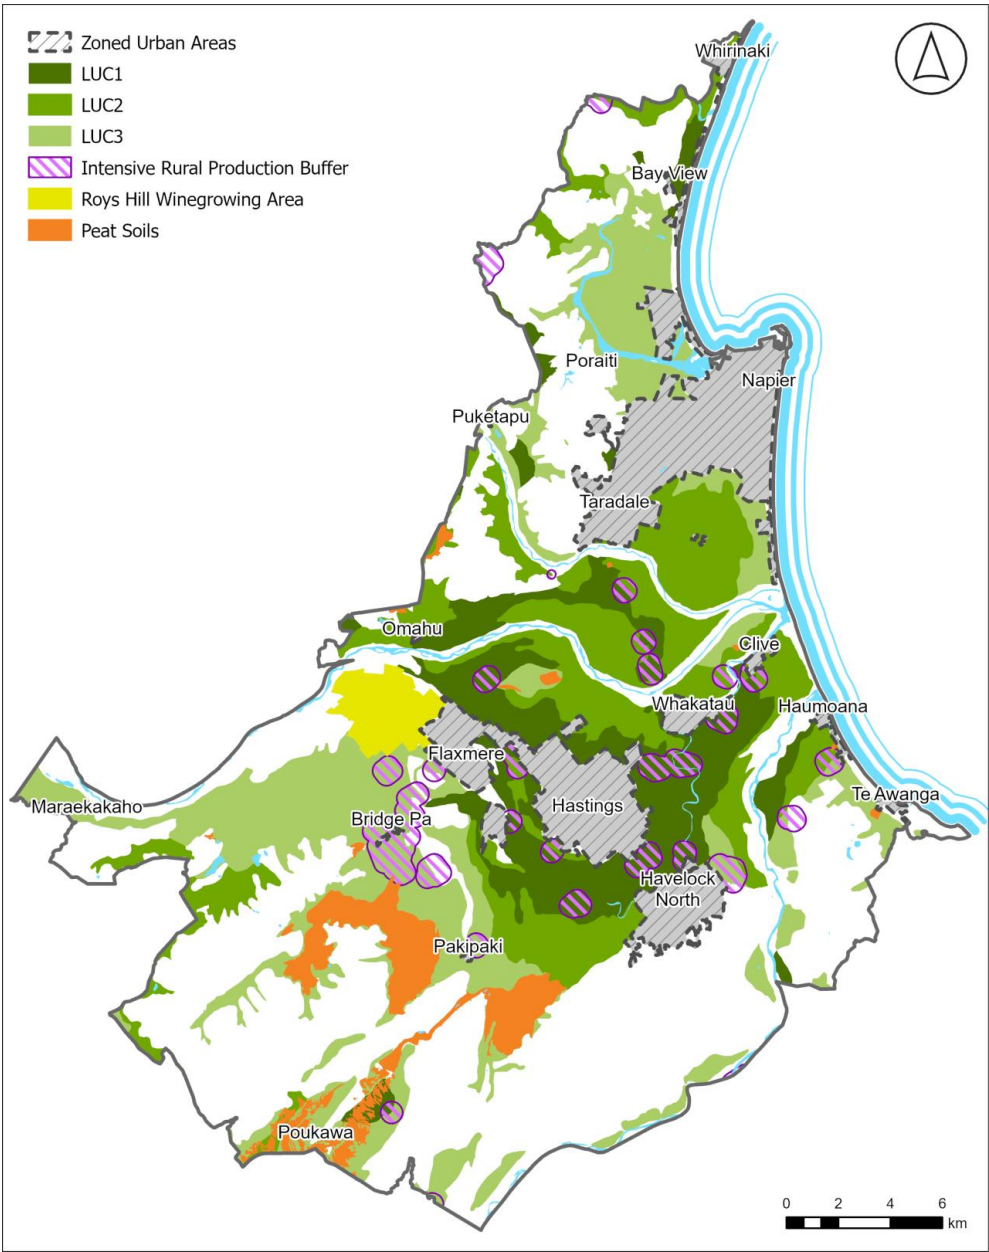 Zoned Urban Areas
LUC1
LUC2
LUC3
Intensive Rural Production Buffer
Roys Hill Winegrowing Area
Peat Soils
Whirinaki
Bay View
Poraiti
Napier
Puketapu
Taradale
Omahu
Clive
Whakatau
Haumoana
Flaxmere
Te Awanga
Maraekakaho
Hastings
Bridge Pa
Havelock
North
Pakipaki
Poukawa
0 2 4 6
km